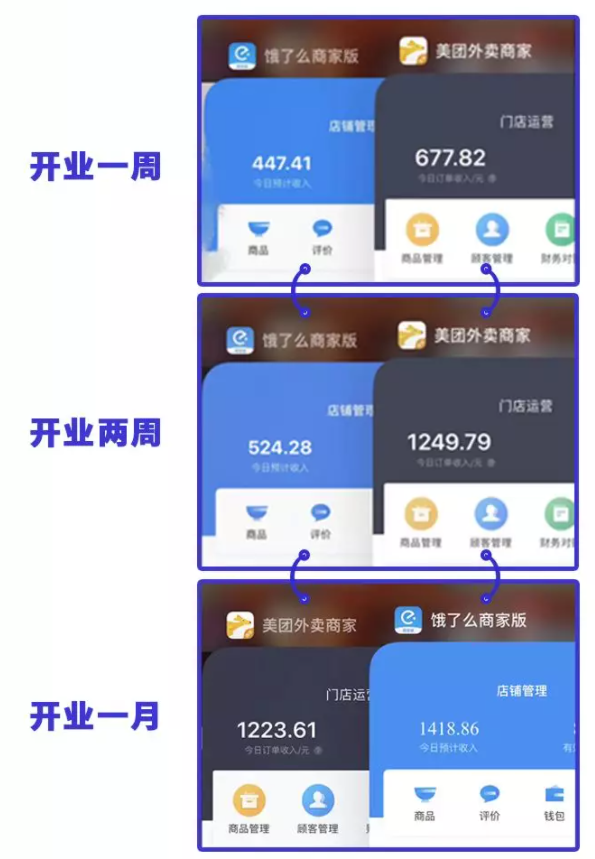 饿了么商家版
美团外卖商家
店铺管理
门店运营
开业一周
447.41
677.82
今日预计收入
今日订单收入/元
商品
评价
商品管理
顾客管理
财务对
饿了么商家版
美团外卖商家
店铺管理
门店运营
开业两周
524.28
1249.79
今日预计收入
今日订单收入/元
商品
评价
商品管理
顾客管理
财务对
美团外卖商家
饿了么商家版
门店运
店铺管理
开业一月
1223.61
1418.86
今日订单收入/元
今日预计收入
有
商品管理
顾客管理
商品
评价
钱包